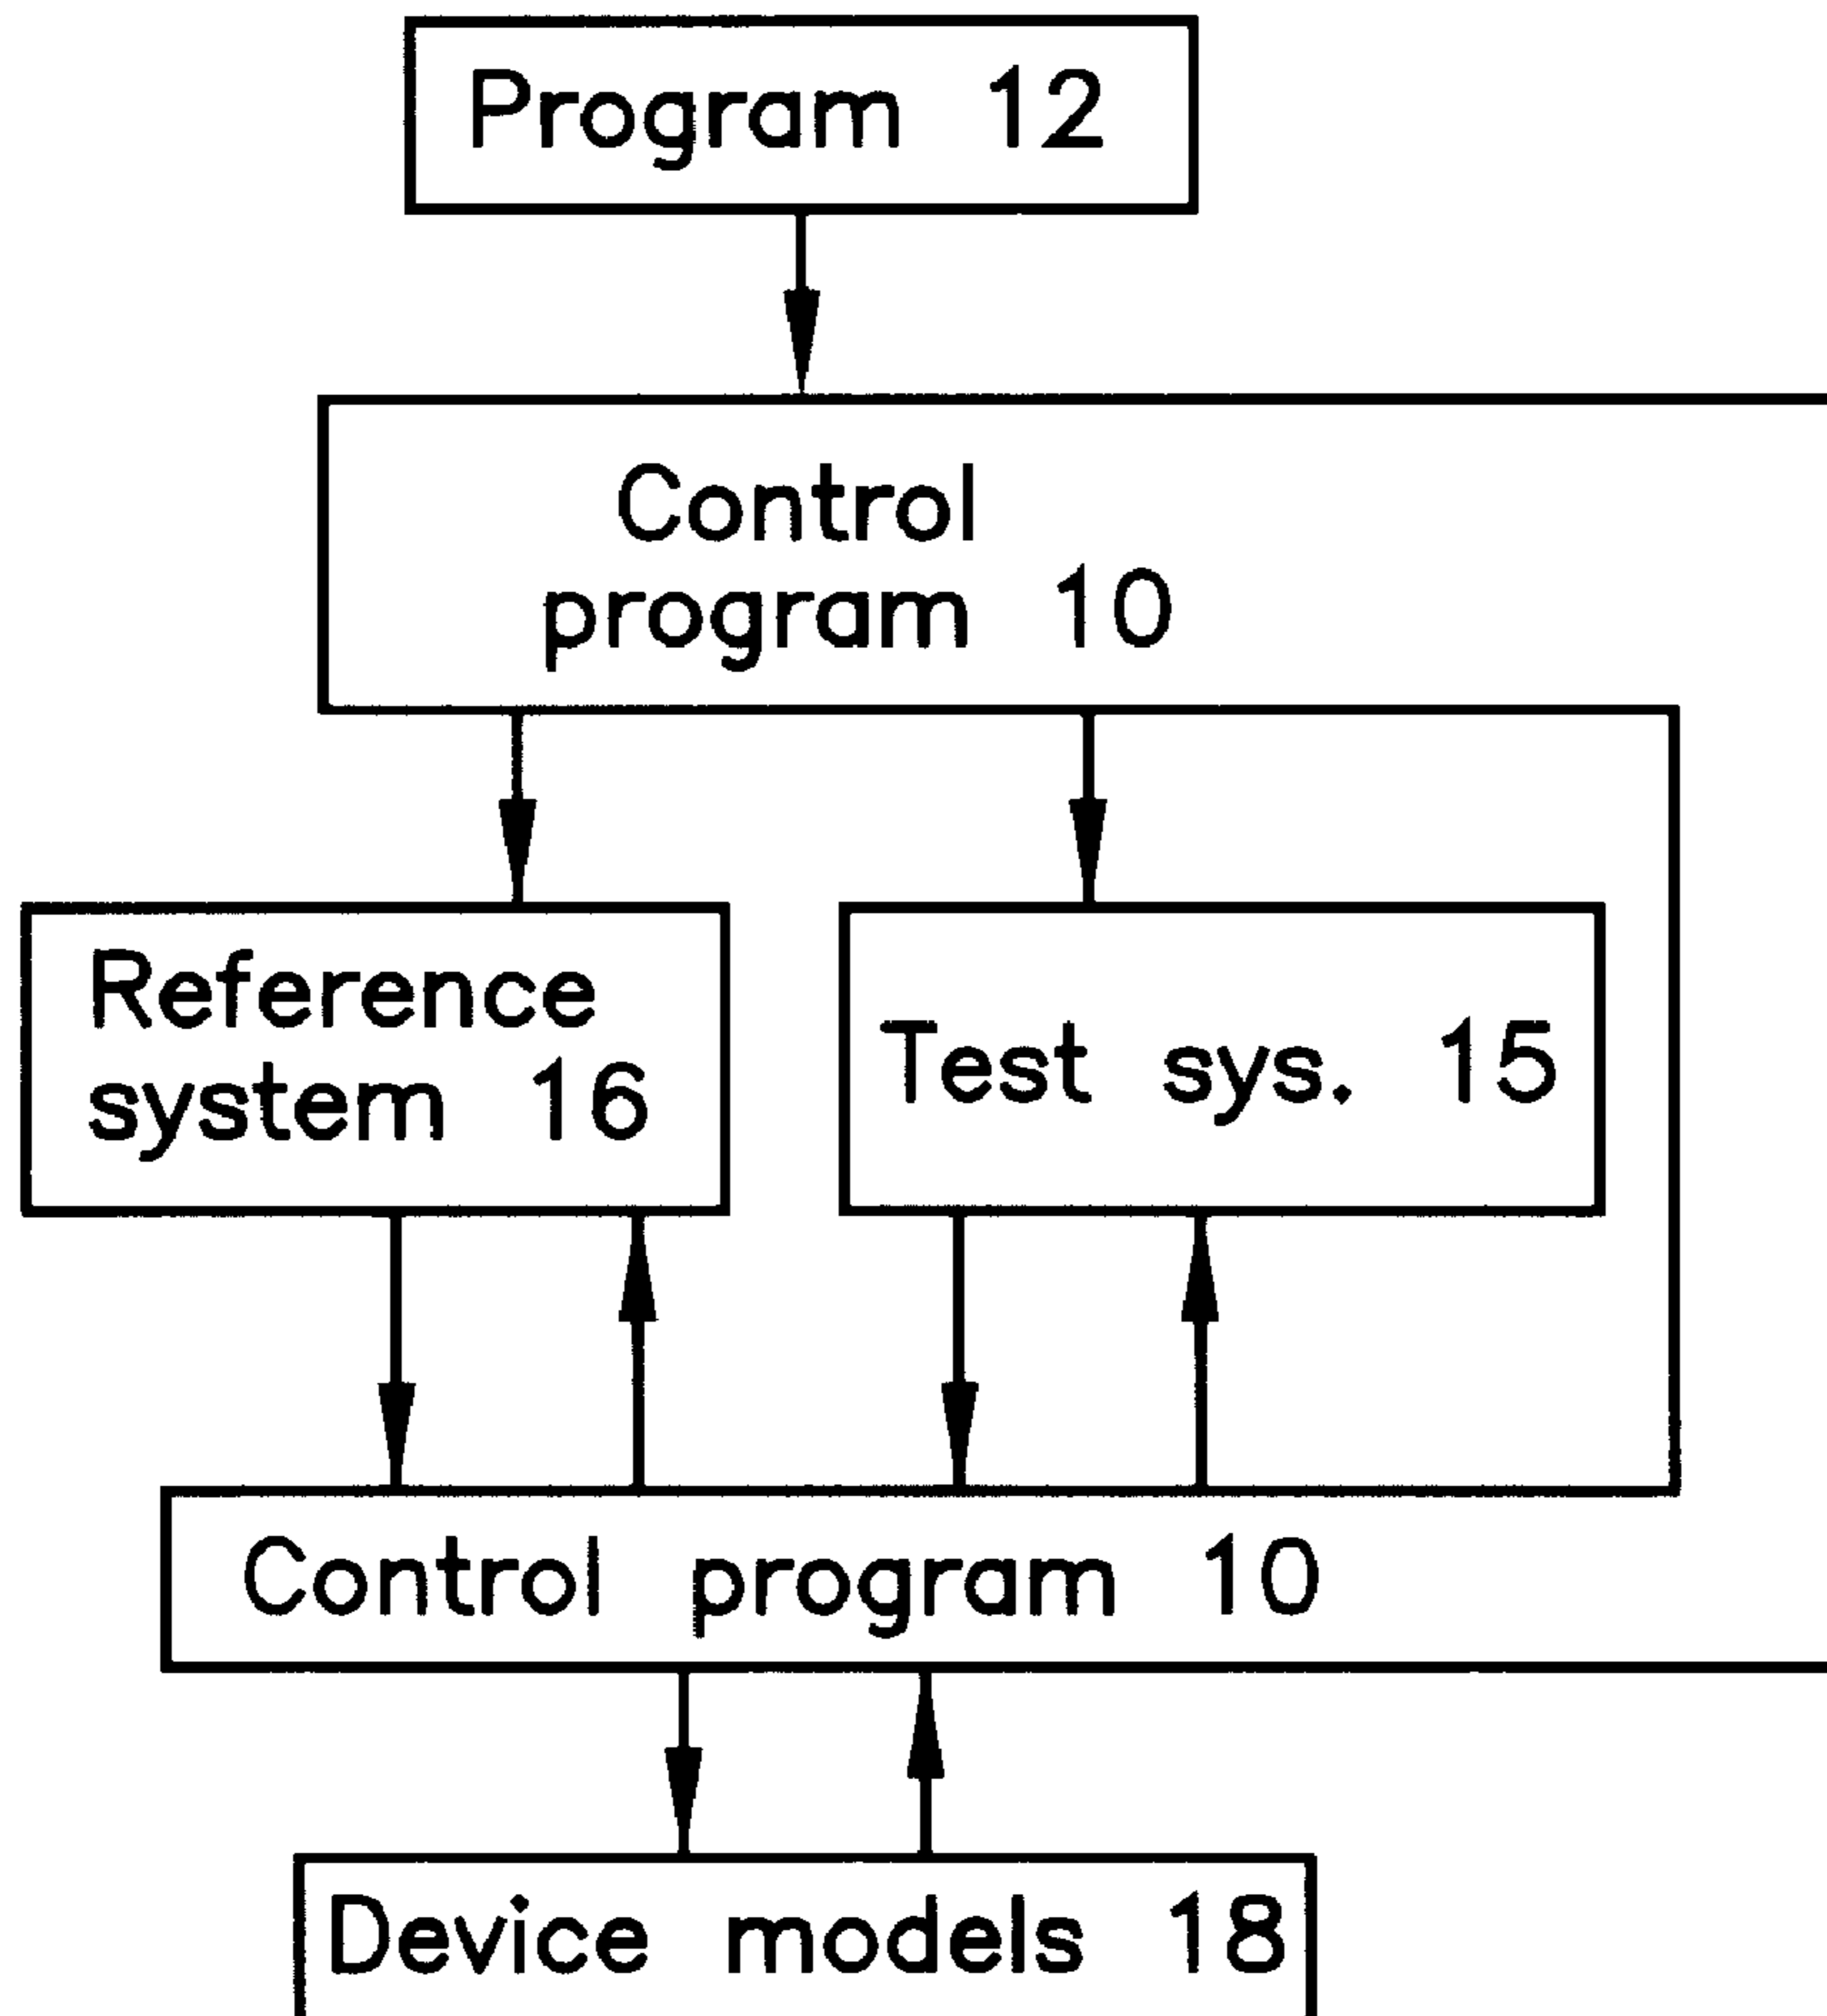 Program 12
Control
program 10
Reference
system 16
Test sys. 15
Control program 10
Device models 18